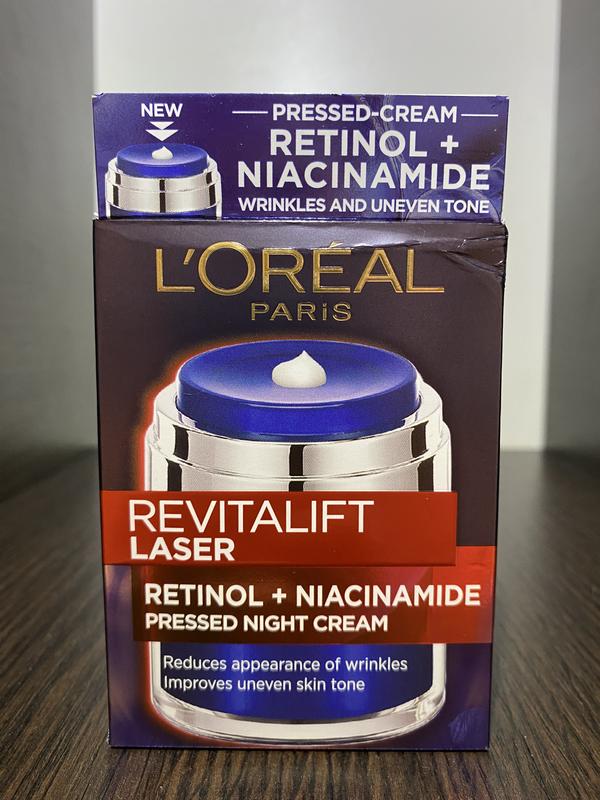 NEW
PRESSED-CREAM
RETINOL +
NIACINAMIDE
WRINKLES AND UNEVEN TONE
L'ORÉAL
PARiS
REVITALIFT
LASER
RETINOL + NIACINAMIDE
PRESSED NIGHT CREAM
Reduces appearance of wrinkles
Improves uneven skin tone